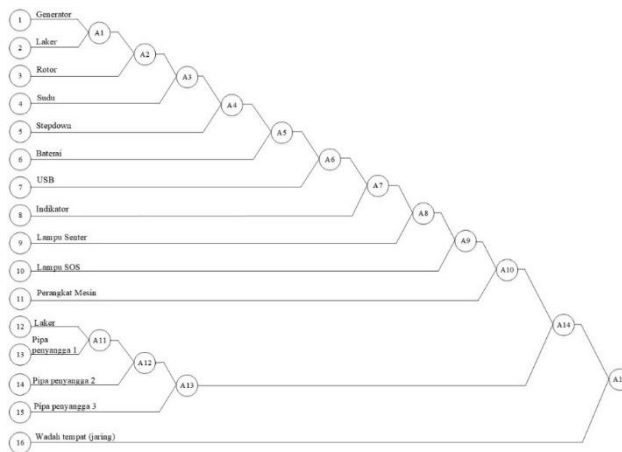 1 Generator
A1
2 Laker
A2
3 Rotor
A3
4 Sudu
A4
5 Stepdown
A5
6 Baterai
A6
7 USB
A7
8 Indikator
A8
9 Lampu Senter
A9
10 Lampu SOS
A10
11 Perangkat Mesin
12 Laker
A14
A11
13 Pipa
penyangga 1
A12
14 Pipa penyangga 2
A13
15 Pipa penyangga 3
16 Wadah tempat (jaring)